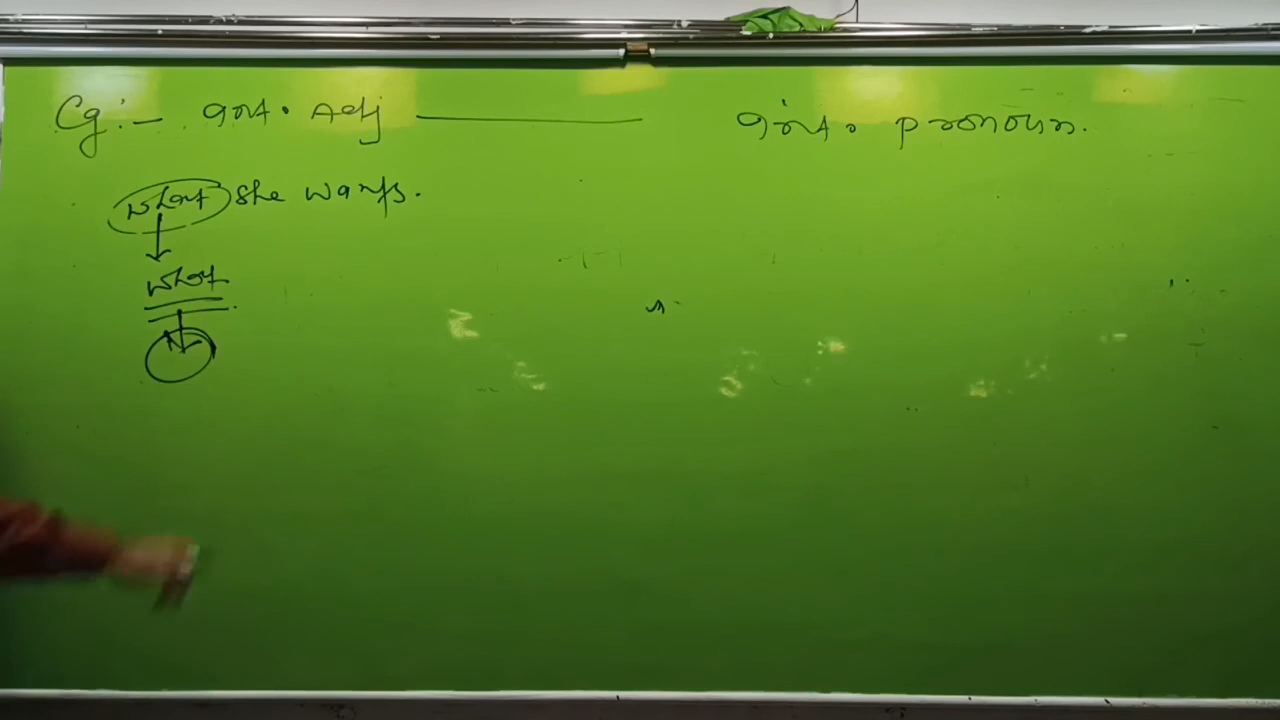 Eg:- Int. Adj ———— Int. Pronoun.
what she wants.
what
N